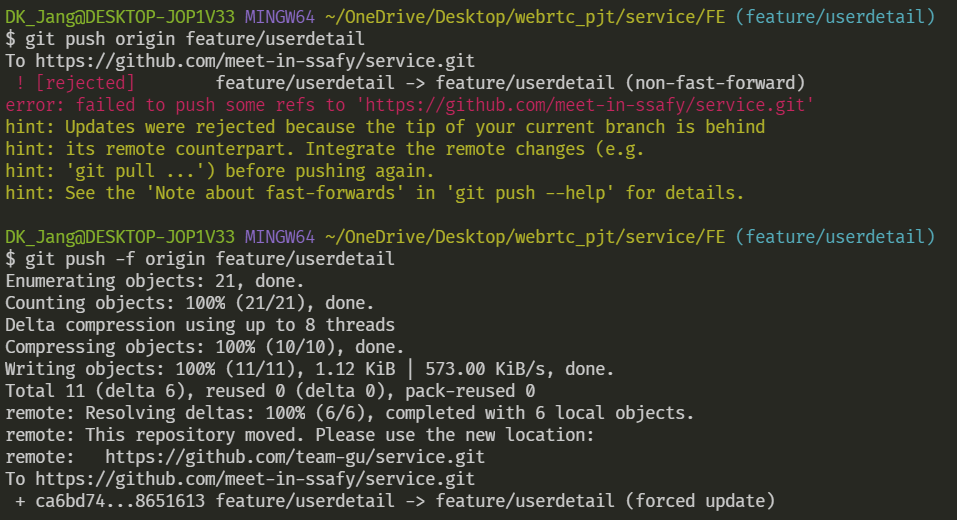 DK_Jang@DESKTOP-JOP1V33 MINGW64 ~/OneDrive/Desktop/webrtc_pjt/service/FE (feature/userdetail)
$ git push origin feature/userdetail
To https://github.com/meet-in-ssafy/service.git
 ! [rejected]        feature/userdetail -> feature/userdetail (non-fast-forward)
error: failed to push some refs to 'https://github.com/meet-in-ssafy/service.git'
hint: Updates were rejected because the tip of your current branch is behind
hint: its remote counterpart. Integrate the remote changes (e.g.
hint: 'git pull ...') before pushing again.
hint: See the 'Note about fast-forwards' in 'git push --help' for details.

DK_Jang@DESKTOP-JOP1V33 MINGW64 ~/OneDrive/Desktop/webrtc_pjt/service/FE (feature/userdetail)
$ git push -f origin feature/userdetail
Enumerating objects: 21, done.
Counting objects: 100% (21/21), done.
Delta compression using up to 8 threads
Compressing objects: 100% (10/10), done.
Writing objects: 100% (11/11), 1.12 KiB | 573.00 KiB/s, done.
Total 11 (delta 6), reused 0 (delta 0), pack-reused 0
remote: Resolving deltas: 100% (6/6), completed with 6 local objects.
remote: This repository moved. Please use the new location:
remote:   https://github.com/team-gu/service.git
To https://github.com/meet-in-ssafy/service.git
 + ca6bd74...8651613 feature/userdetail -> feature/userdetail (forced update)